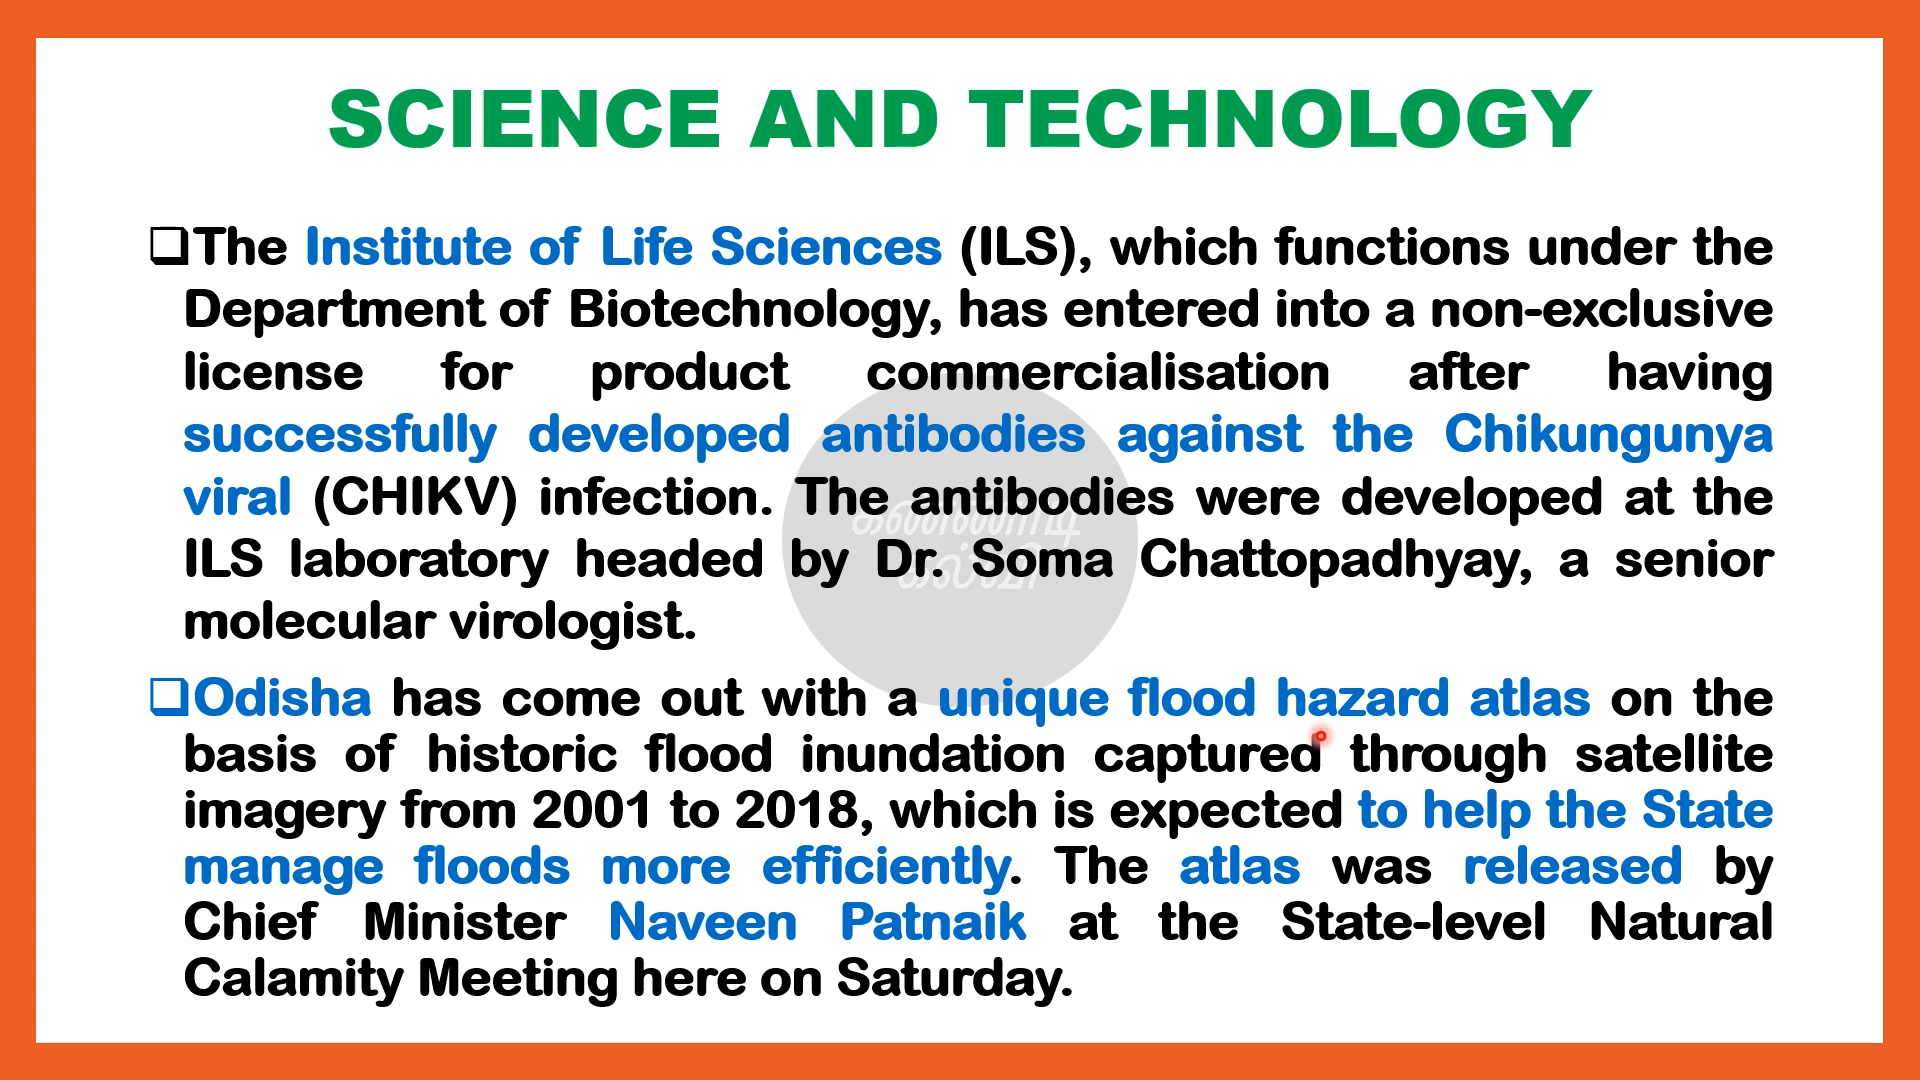 SCIENCE AND TECHNOLOGY
❑The Institute of Life Sciences (ILS), which functions under the
Department of Biotechnology, has entered into a non-exclusive
license for product commercialisation after having
successfully developed antibodies against the Chikungunya
viral (CHIKV) infection. The antibodies were developed at the
ILS laboratory headed by Dr. Soma Chattopadhyay, a senior
molecular virologist.
❑Odisha has come out with a unique flood hazard atlas on the
basis of historic flood inundation captured through satellite
imagery from 2001 to 2018, which is expected to help the State
manage floods more efficiently. The atlas was released by
Chief Minister Naveen Patnaik at the State-level Natural
Calamity Meeting here on Saturday.